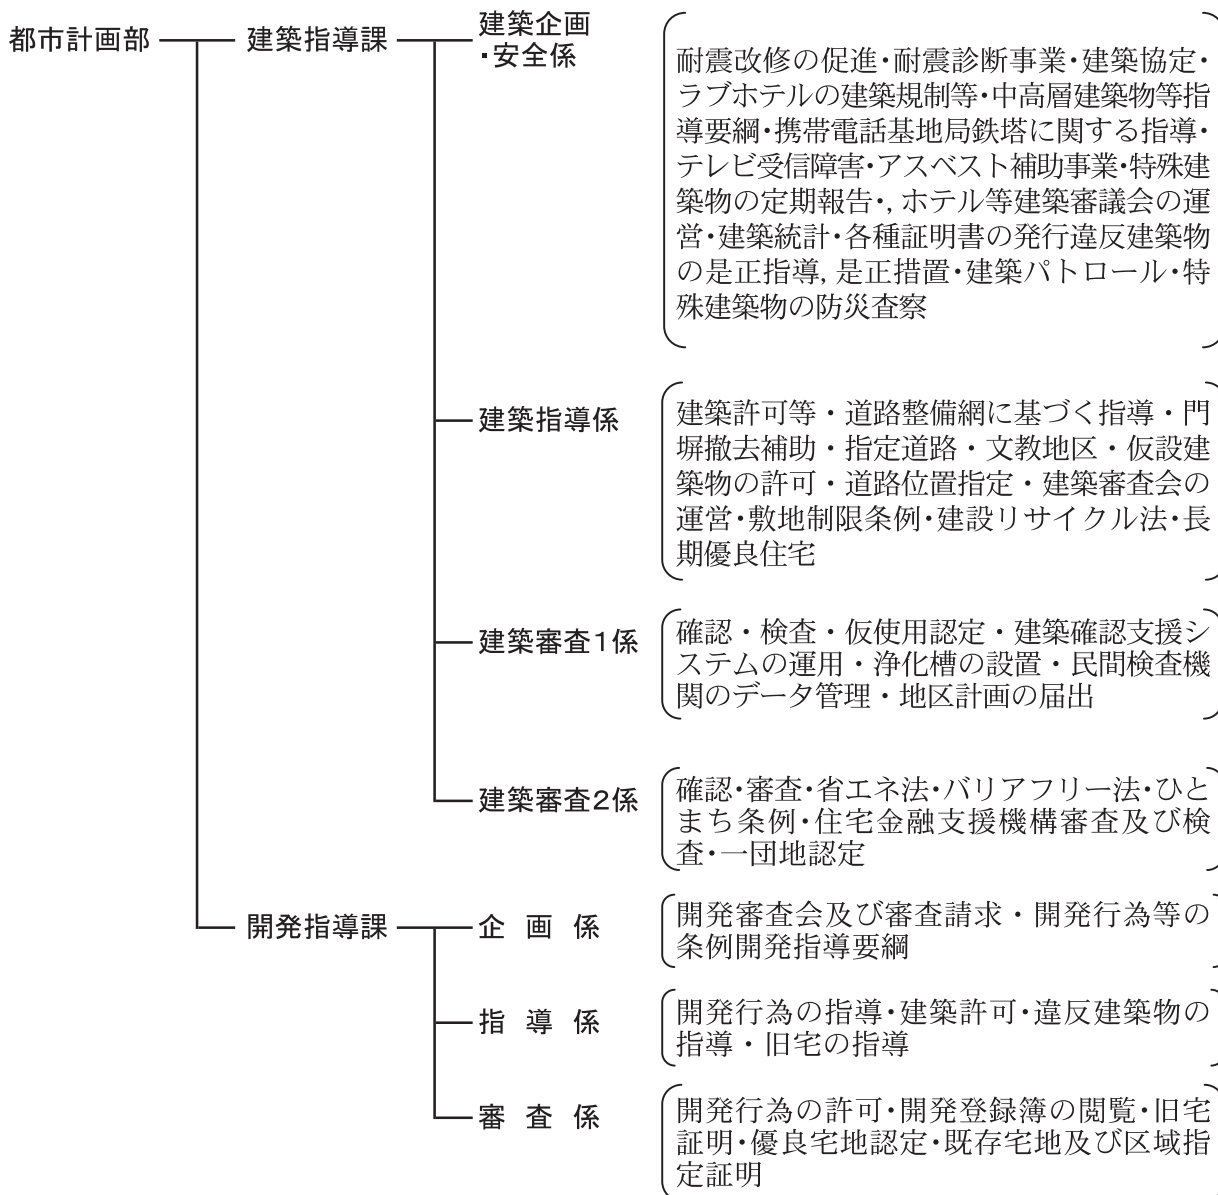 都市計画部
建築指導課
建築企画
・安全係
耐震改修の促進・耐震診断事業・建築協定・
ラブホテルの建築規制等・中高層建築物等指
導要綱・携帯電話基地局鉄塔に関する指導・
テレビ受信障害・アスベスト補助事業・特殊建
築物の定期報告・,ホテル等建築審議会の運
営・建築統計・各種証明書の発行違反建築物
の是正指導,是正措置・建築パトロール・特
殊建築物の防災査察
建築指導係
建築許可等・道路整備網に基づく指導・門
塀撤去補助・指定道路・文教地区・仮設建
築物の許可・道路位置指定・建築審査会の
運営・敷地制限条例・建設リサイクル法・長
期優良住宅
建築審査1係
確認・検査・仮使用認定・建築確認支援シ
ステムの運用・浄化槽の設置・民間検査機
関のデータ管理・地区計画の届出
建築審査2係
確認・審査・省エネ法・バリアフリー法・ひと
まち条例・住宅金融支援機構審査及び検
査・一団地認定
開発指導課
企画係
開発審査会及び審査請求・開発行為等の
条例開発指導要綱
指導係
開発行為の指導・建築許可・違反建築物の
指導・旧宅の指導
審査係
開発行為の許可・開発登録簿の閲覧・旧宅
証明・優良宅地認定・既存宅地及び区域指
定証明